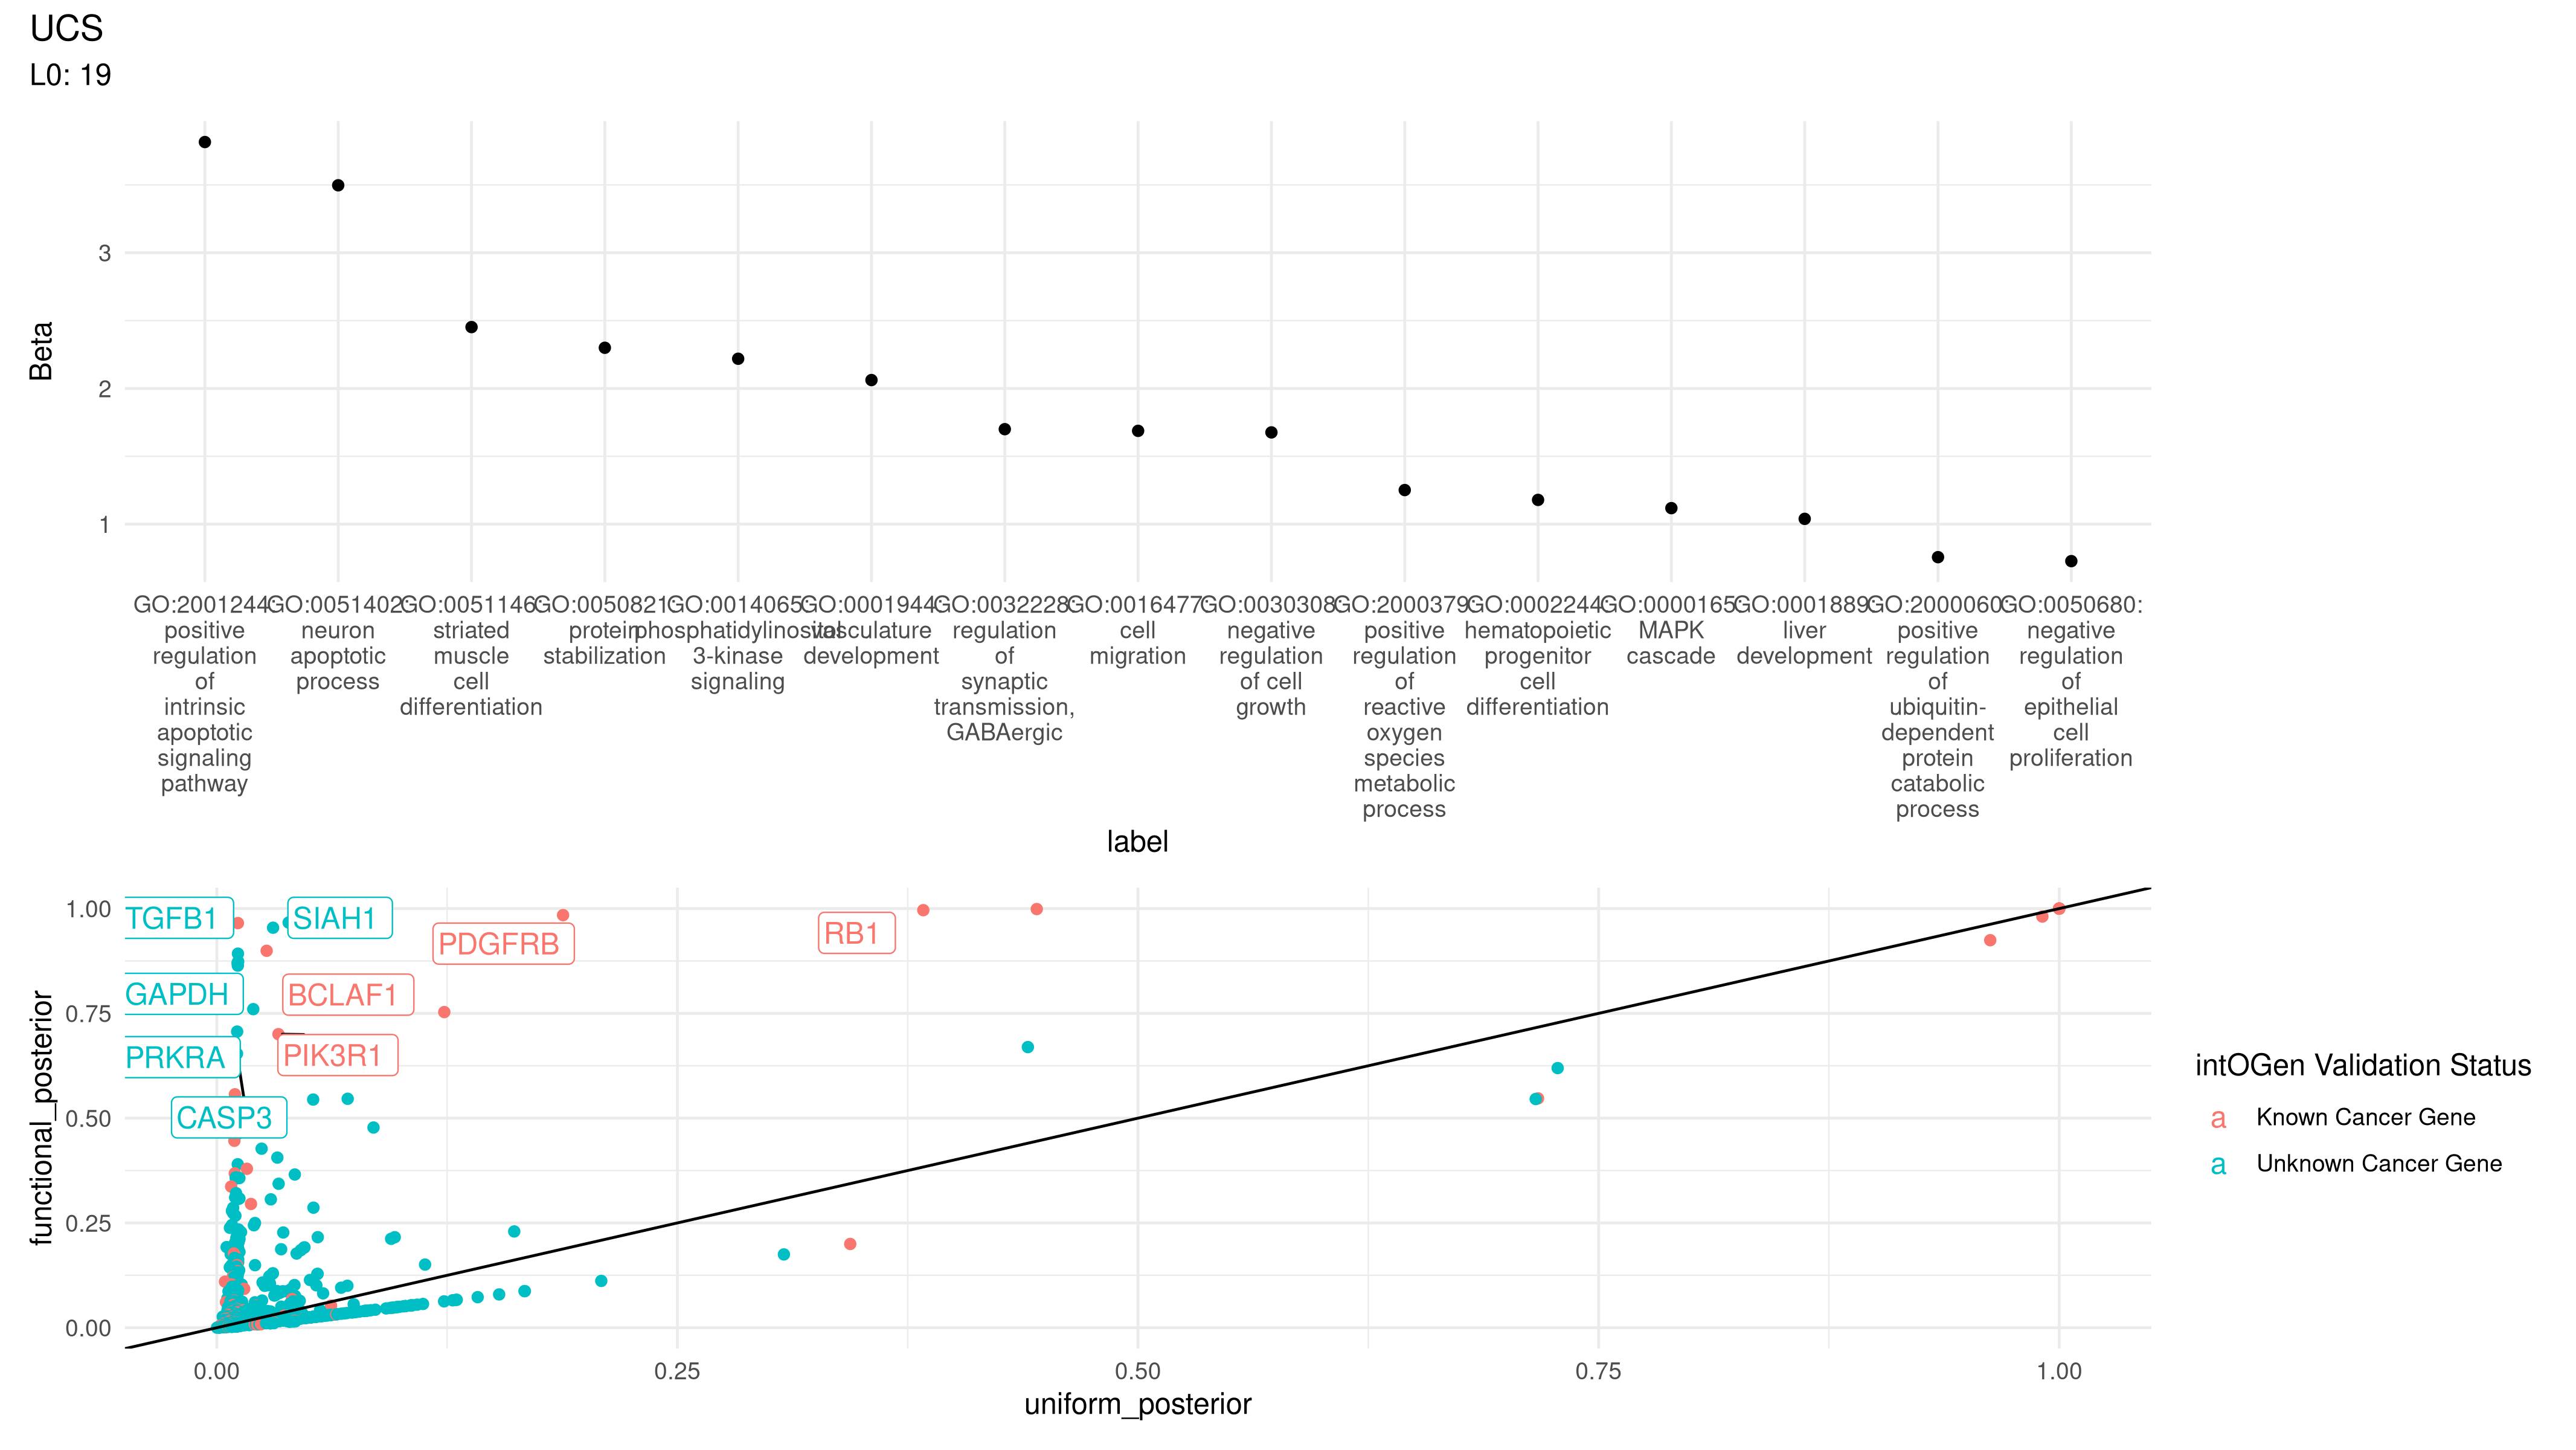 UCS
L0: 19
Beta
3
2
1
GO:2001244: positive regulation of intrinsic apoptotic signaling pathway
GO:0051402: neuron apoptotic process
GO:0051146: striated muscle cell differentiation
GO:0050821: protein stabilization
GO:0014065: phosphatidylinositol 3-kinase signaling
GO:0001944: vasculature development
GO:0032228: regulation of synaptic transmission, GABAergic
GO:0016477: cell migration
GO:0030308: negative regulation of cell growth
GO:2000379: positive regulation of reactive oxygen species metabolic process
GO:0002244: hematopoietic progenitor cell differentiation
GO:0000165: MAPK cascade
GO:0001889: liver development
GO:2000060: positive regulation of ubiquitin-dependent protein catabolic process
GO:0050680: negative regulation of epithelial cell proliferation
label
functional_posterior
1.00
0.75
0.50
0.25
0.00
TGFB1
SIAH1
PDGFRB
RB1
GAPDH
BCLAF1
PRKRA
PIK3R1
CASP3
0.00
0.25
0.50
0.75
1.00
uniform_posterior
intOGen Validation Status
a Known Cancer Gene
a Unknown Cancer Gene